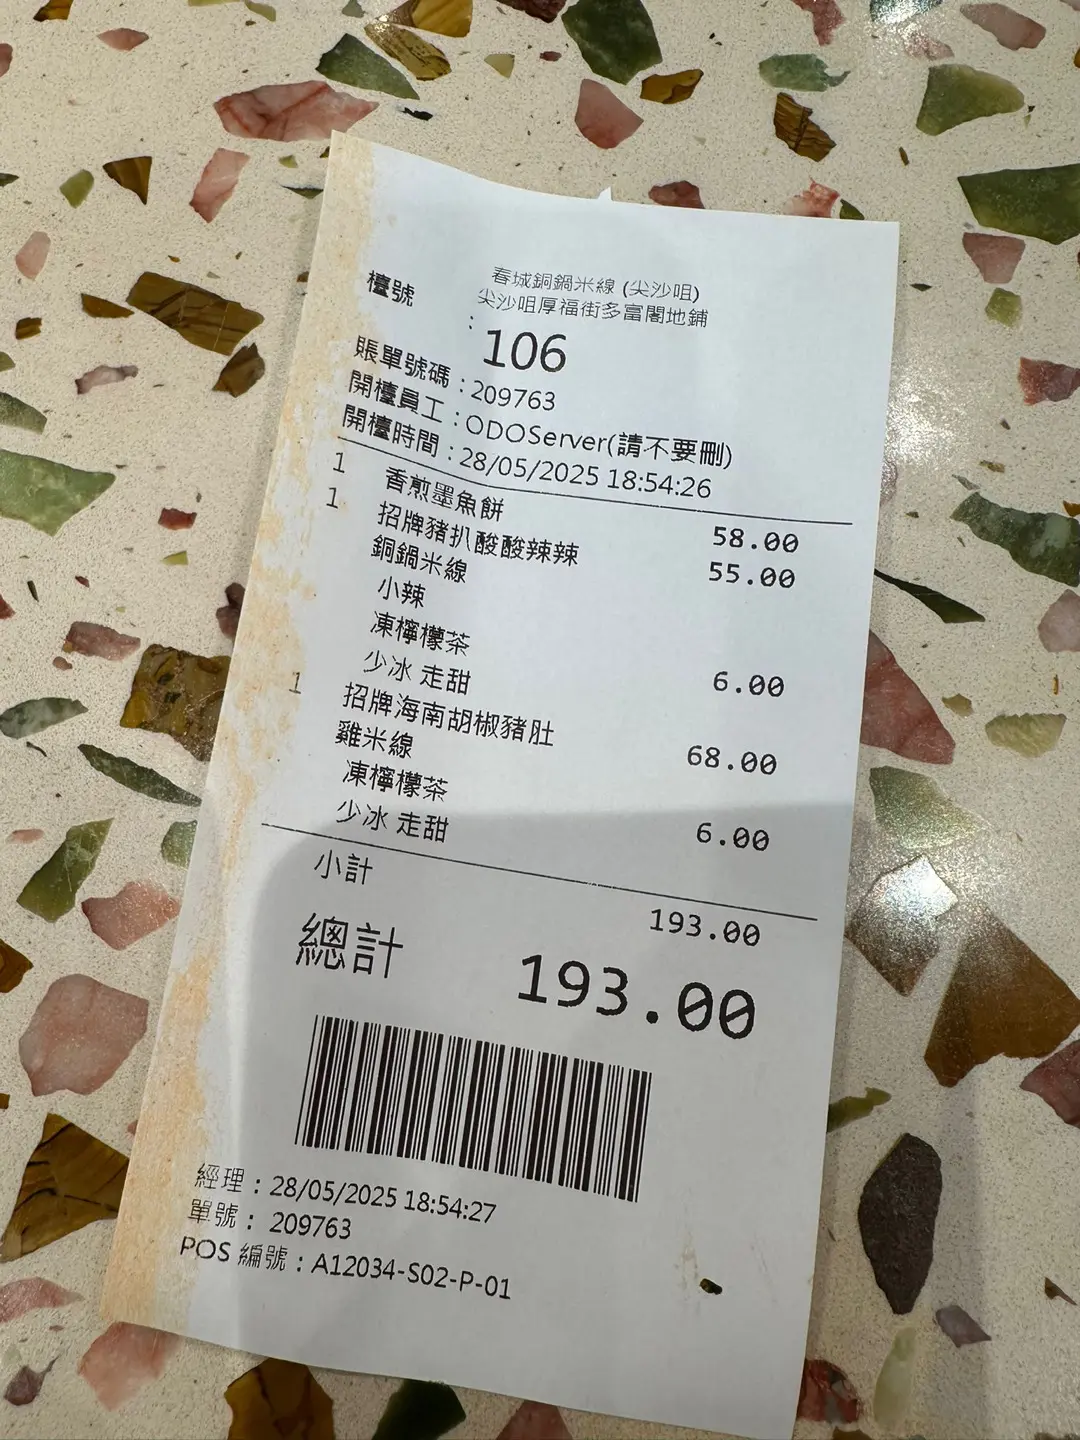 春城銅鍋米線 (尖沙咀)
尖沙咀厚福街多富閣地鋪
檯號 : 106
賬單號碼 : 209763
開檯員工 : ODOServer(請不要刪)
開檯時間 : 28/05/2025 18:54:26
1 香煎墨魚餅 58.00
1 招牌豬扒酸酸辣辣 55.00
銅鍋米線
小辣
凍檸檬茶 6.00
少冰 走甜
1 招牌海南胡椒豬肚 68.00
雞米線
凍檸檬茶 6.00
少冰 走甜
小計 193.00
總計 193.00
經理 : 28/05/2025 18:54:27
單號 : 209763
POS 編號 : A12034-S02-P-01